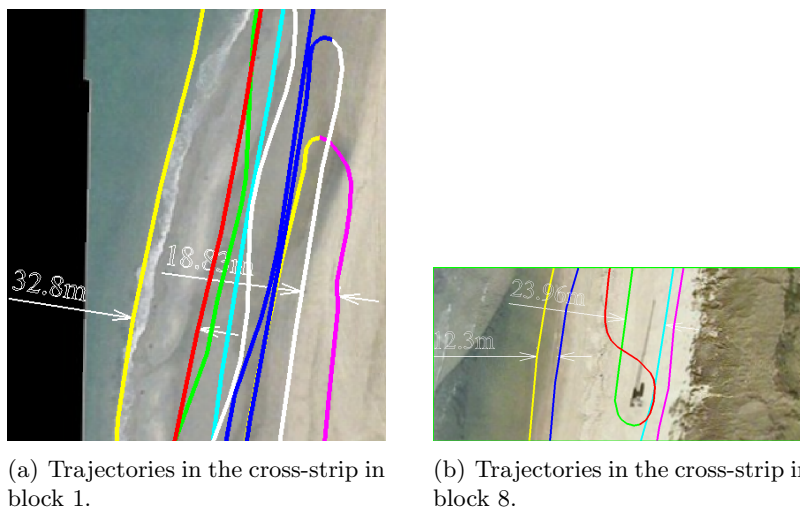 18.83m
32.8m
23.96m
12.3m
(a) Trajectories in the cross-strip in
block 1.
(b) Trajectories in the cross-strip in
block 8.